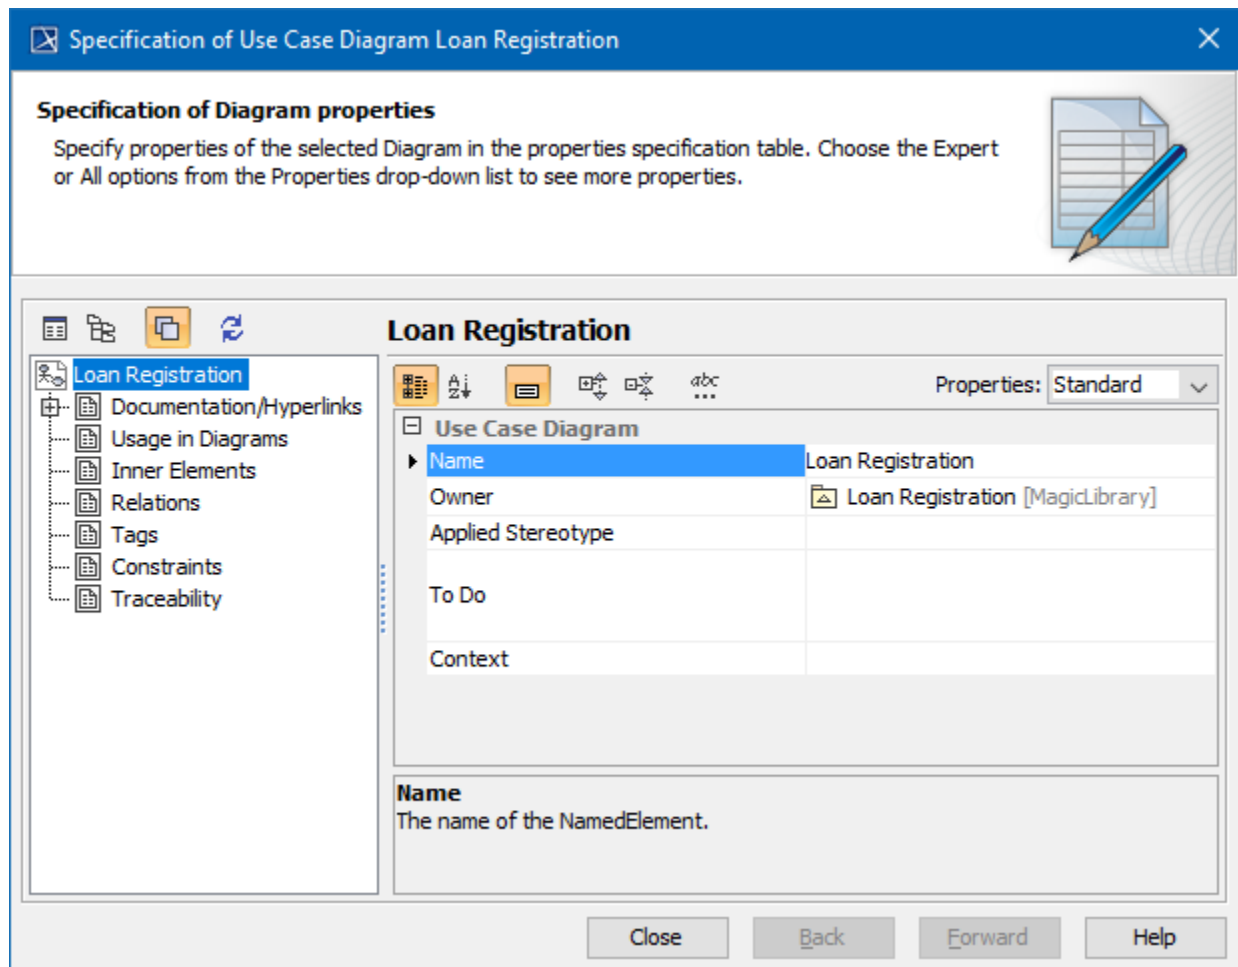 Specification of Use Case Diagram Loan Registration
Specification of Diagram properties
Specify properties of the selected Diagram in the properties specification table. Choose the Expert
or All options from the Properties drop-down list to see more properties.
Loan Registration
Documentation/Hyperlinks
Usage in Diagrams
Inner Elements
Relations
Tags
Constraints
Traceability
Loan Registration
A
Z
abc
...
Properties: Standard
Use Case Diagram
Name Loan Registration
Owner Loan Registration [MagicLibrary]
Applied Stereotype
To Do
Context
Name
The name of the NamedElement.
Close Back Forward Help